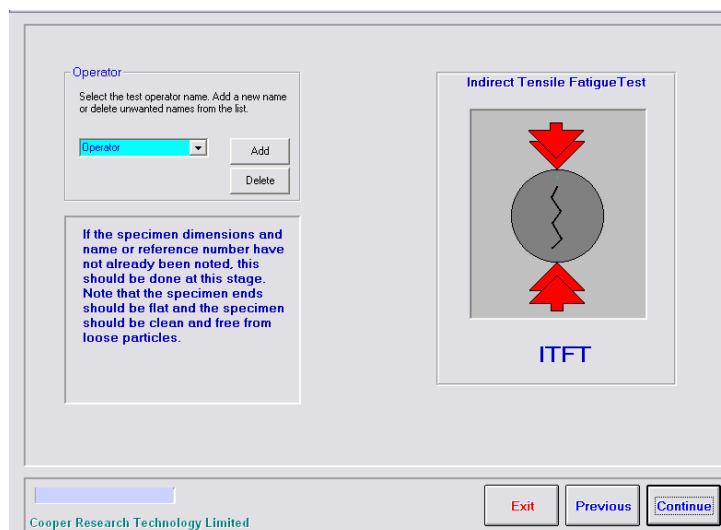 Operator
Select the test operator name. Add a new name
or delete unwanted names from the list.
Operator
Add
Delete
If the specimen dimensions and
name or reference number have
not already been noted, this
should be done at this stage.
Note that the specimen ends
should be flat and the specimen
should be clean and free from
loose particles.
Indirect Tensile FatigueTest
ITFT
Cooper Research Technology Limited
Exit
Previous
Continue